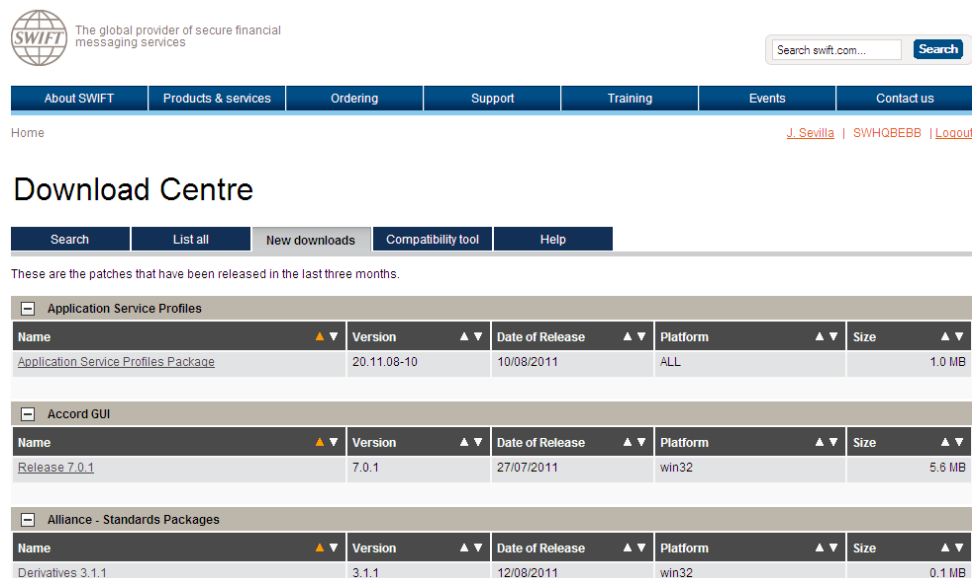 SWIFT
The global provider of secure financial
messaging services
Search swift.com... Search
About SWIFT Products & services Ordering Support Training Events Contact us
Home J. Sevilla | SWHQBEBB | Logout
Download Centre
Search List all New downloads Compatibility tool Help
These are the patches that have been released in the last three months.
Application Service Profiles
Name Version Date of Release Platform Size
Application Service Profiles Package 20.11.08-10 10/08/2011 ALL 1.0 MB
Accord GUI
Name Version Date of Release Platform Size
Release 7.0.1 7.0.1 27/07/2011 win32 5.6 MB
Alliance - Standards Packages
Name Version Date of Release Platform Size
Derivatives 3.1.1 3.1.1 12/08/2011 win32 0.1 MB